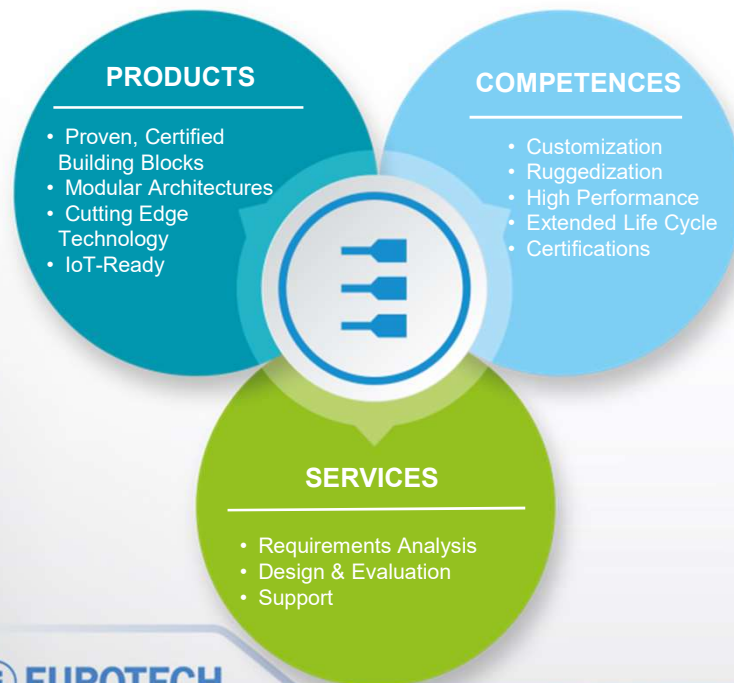 PRODUCTS
• Proven, Certified
Building Blocks
• Modular Architectures
• Cutting Edge
Technology
• IoT-Ready
COMPETENCES
• Customization
• Ruggedization
• High Performance
• Extended Life Cycle
• Certifications
SERVICES
• Requirements Analysis
• Design & Evaluation
• Support
EUROTECH